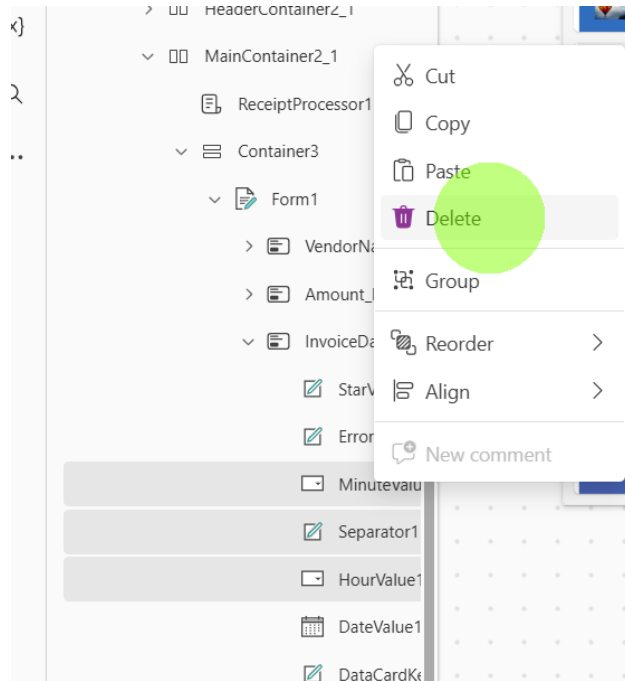 HeaderContainer2_1
x}
MainContainer2_1
Cut
ReceiptProcessor1
Copy
Container3
Paste
Form1
Delete
VendorNa
Group
Amount_
InvoiceDa
Reorder
StarV
Align
Error
New comment
MinuteValu
Separator1
HourValue1
DateValue1
DataCardKe